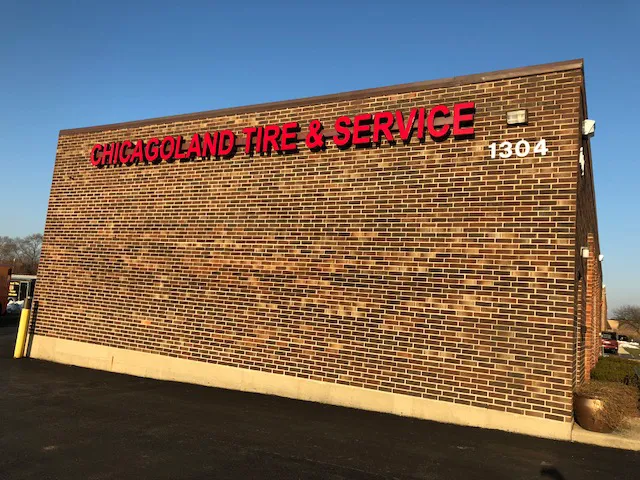 CHICAGOLAND TIRE & SERVICE
1304